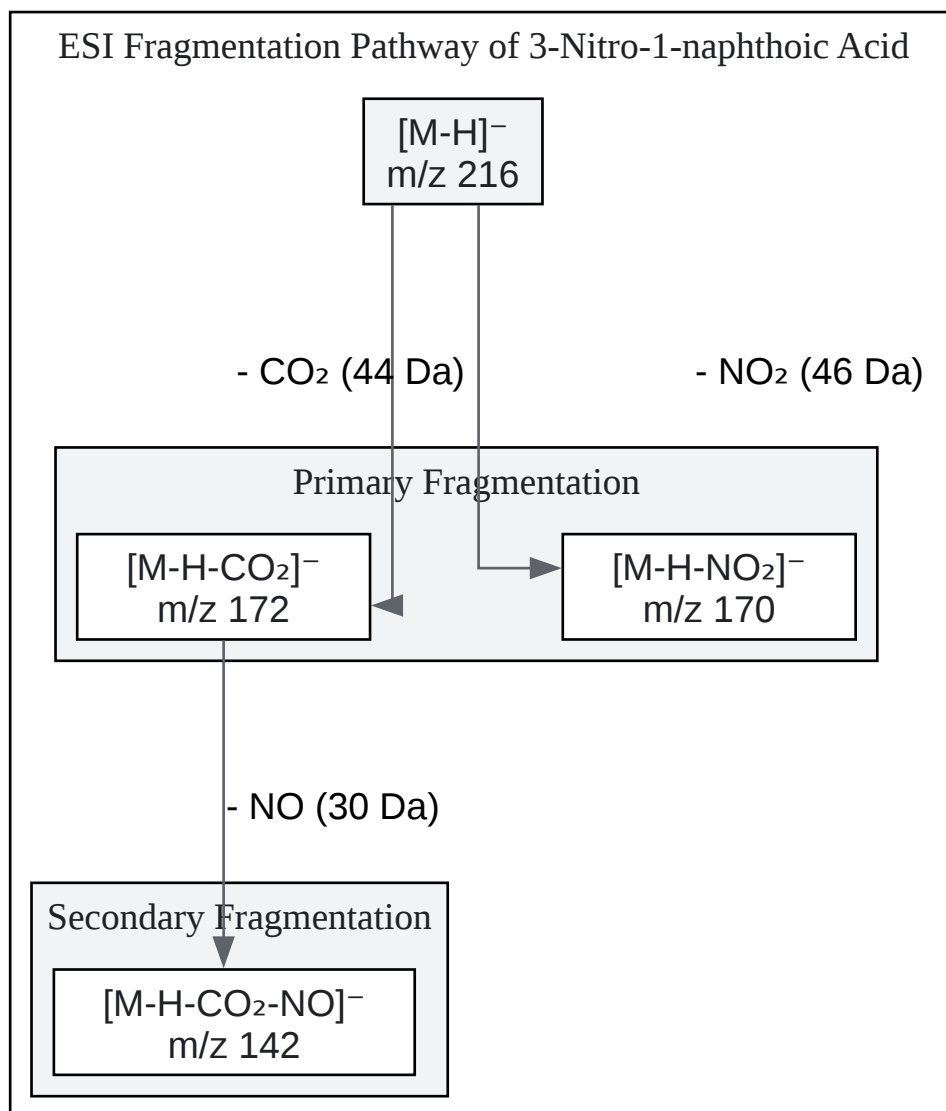 ESI Fragmentation Pathway of 3-Nitro-1-naphthoic Acid
[M-H]⁻
m/z 216
- CO₂ (44 Da)
- NO₂ (46 Da)
Primary Fragmentation
[M-H-CO₂]⁻
m/z 172
[M-H-NO₂]⁻
m/z 170
- NO (30 Da)
Secondary Fragmentation
[M-H-CO₂-NO]⁻
m/z 142